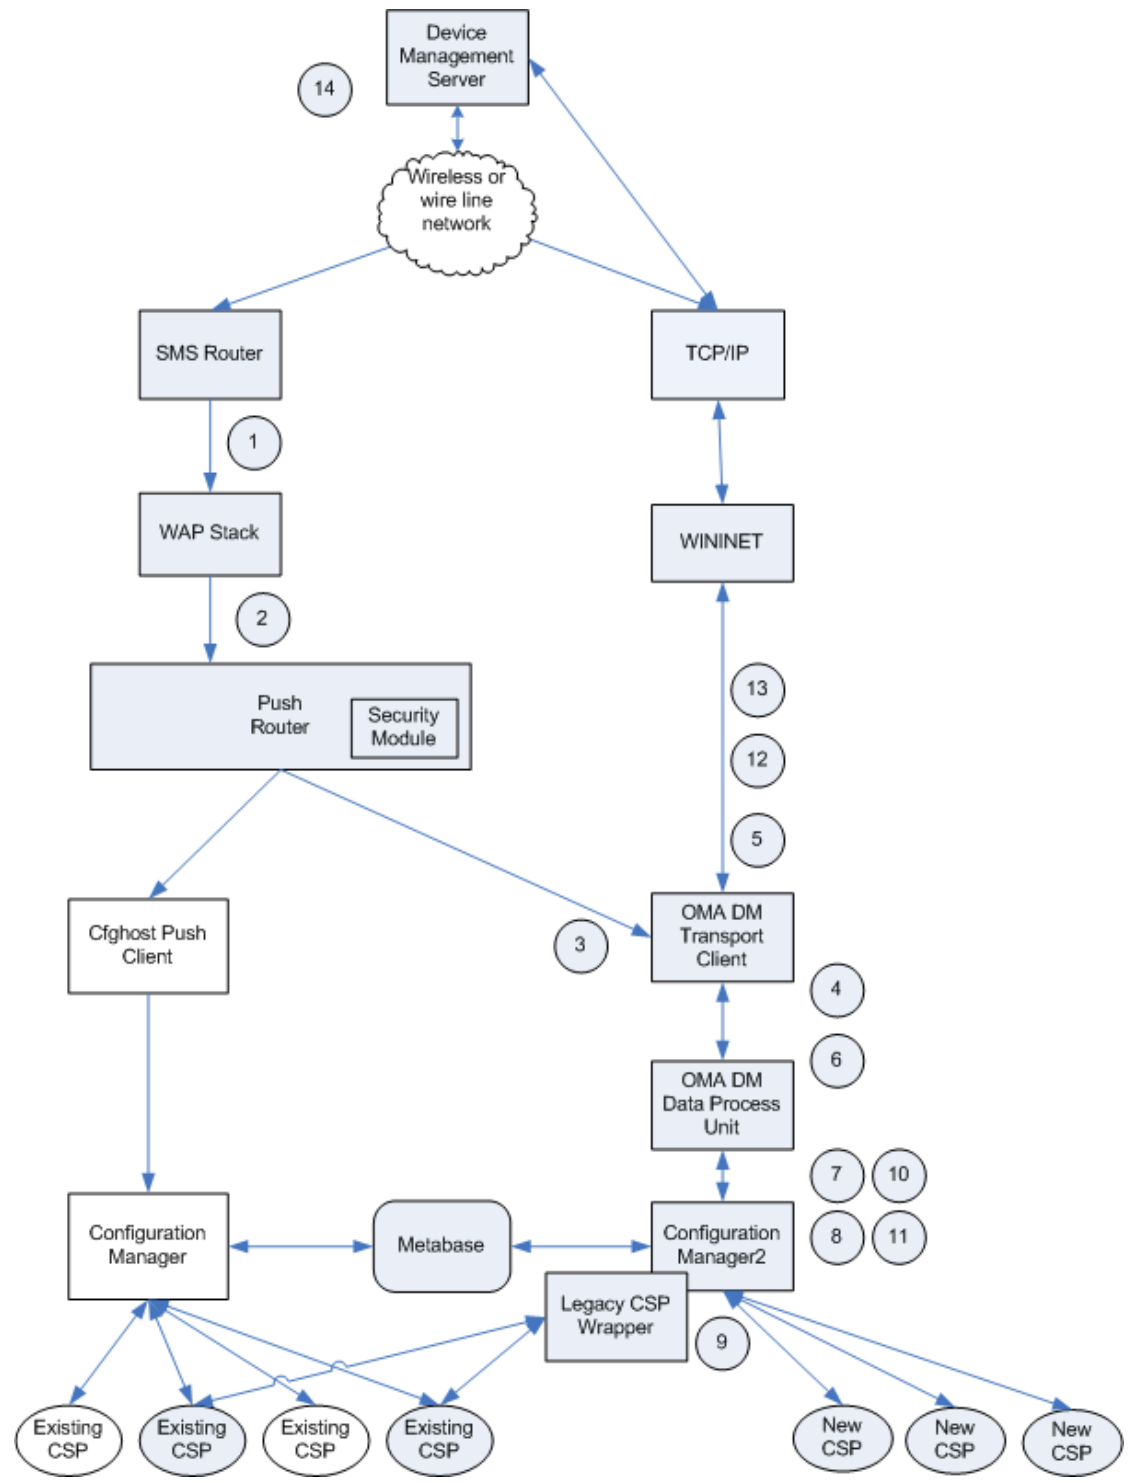 Device
Management
Server
14
Wireless or
wire line
network
SMS Router
TCP/IP
1
WAP Stack
WININET
2
Push
Router
Security
Module
13
12
5
Cfghost Push
Client
3
OMA DM
Transport
Client
4
6
OMA DM
Data Process
Unit
7
10
8
11
Configuration
Manager
Metabase
Configuration
Manager2
Legacy CSP
Wrapper
9
Existing
CSP
Existing
CSP
Existing
CSP
Existing
CSP
New
CSP
New
CSP
New
CSP